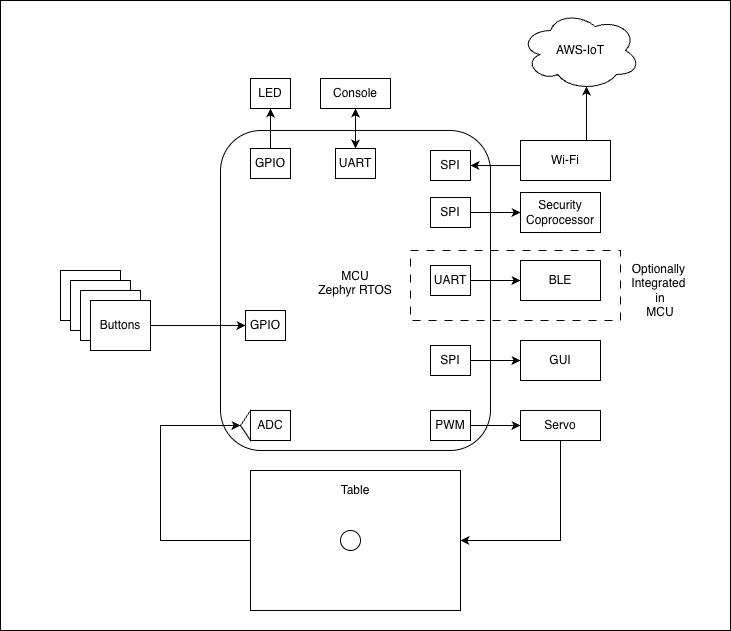 AWS-IoT
LED
Console
GPIO
UART
SPI
Wi-Fi
SPI
Security
Coprocessor
MCU
Zephyr RTOS
UART
BLE
Optionally
Integrated
in
MCU
Buttons
GPIO
SPI
GUI
ADC
PWM
Servo
Table